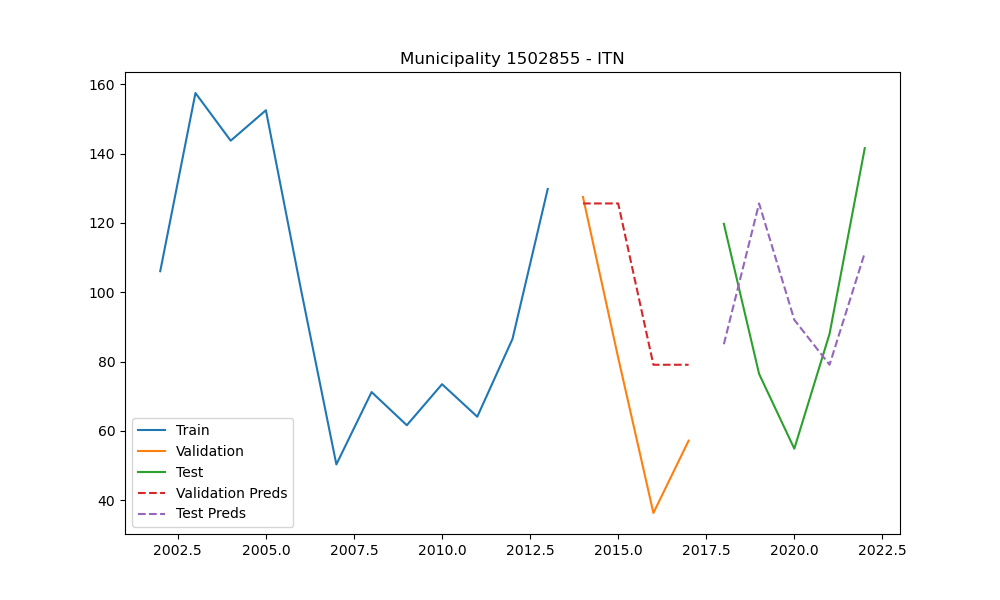 Municipality 1502855 - ITN
160
140
120
100
80
60
40
Train
Validation
Test
Validation Preds
Test Preds
2002.5 2005.0 2007.5 2010.0 2012.5 2015.0 2017.5 2020.0 2022.5